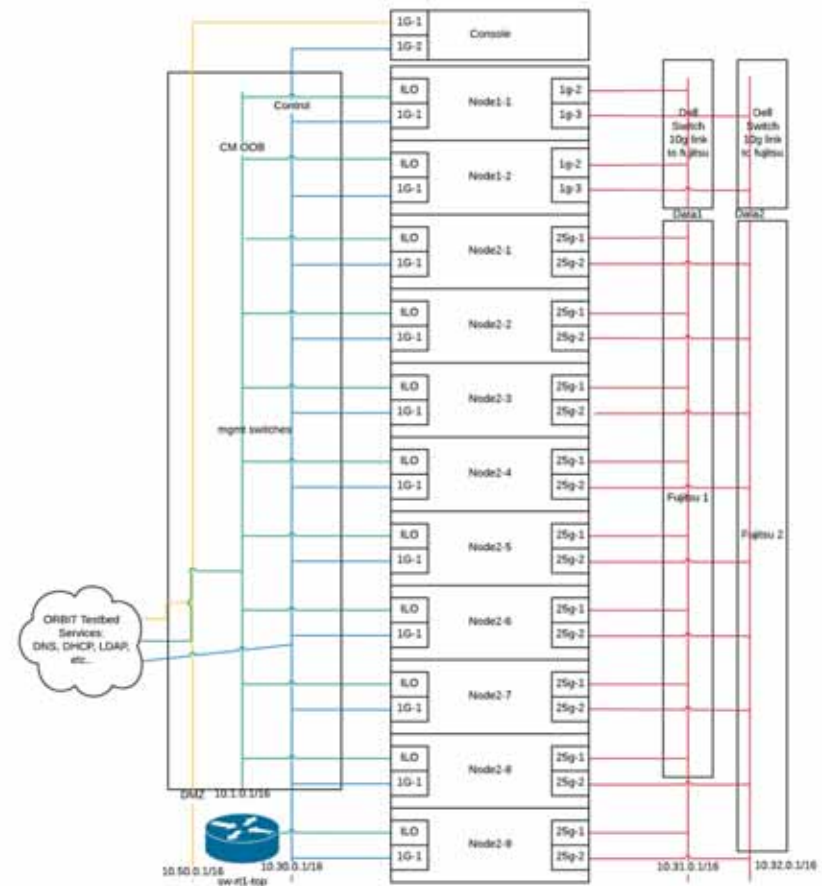 1G-1
1G-2
Console
Control
CM OOB
ILO
1G-1
Node1-1
1g-2
1g-3
ILO
1G-1
Node1-2
1g-2
1g-3
Dell
Switch
10g link
to fujitsu
Dell
Switch
10g link
to fujitsu
Data1
Data2
ILO
1G-1
Node2-1
25g-1
25g-2
ILO
1G-1
Node2-2
25g-1
25g-2
ILO
1G-1
Node2-3
25g-1
25g-2
mgmt switches
ILO
1G-1
Node2-4
25g-1
25g-2
Fujitsu 1
Fujitsu 2
ILO
1G-1
Node2-5
25g-1
25g-2
ORBIT Testbed
Services:
DNS, DHCP, LDAP,
etc..
ILO
1G-1
Node2-6
25g-1
25g-2
ILO
1G-1
Node2-7
25g-1
25g-2
ILO
1G-1
Node2-8
25g-1
25g-2
DMZ
10.1.0.1/16
ILO
1G-1
Node2-9
25g-1
25g-2
10.50.0.1/16
sw-rt1-top
10.30.0.1/16
10.31.0.1/16
10.32.0.1/16